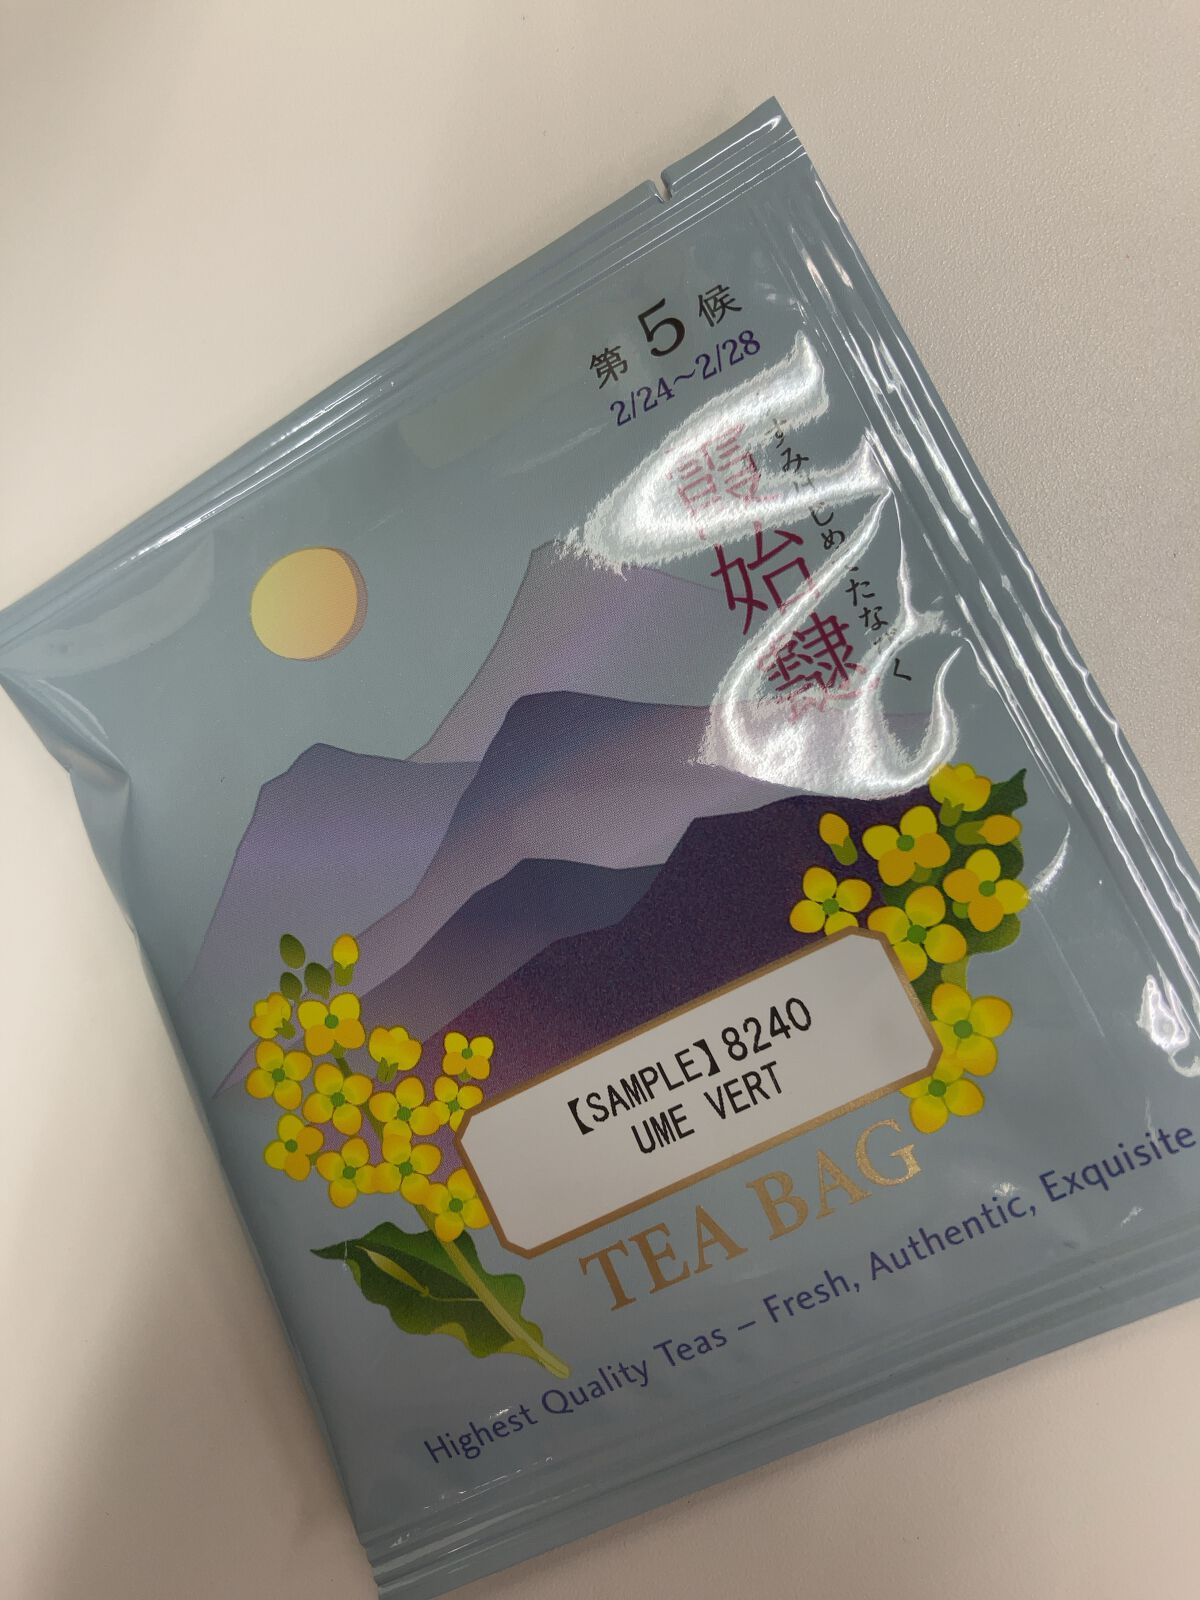 第5候
2/24～2/28
霞始靆
かすみはじめてたなびく
【SAMPLE】8240
UME VERT
TEA BAG
Highest Quality Teas – Fresh, Authentic, Exquisite